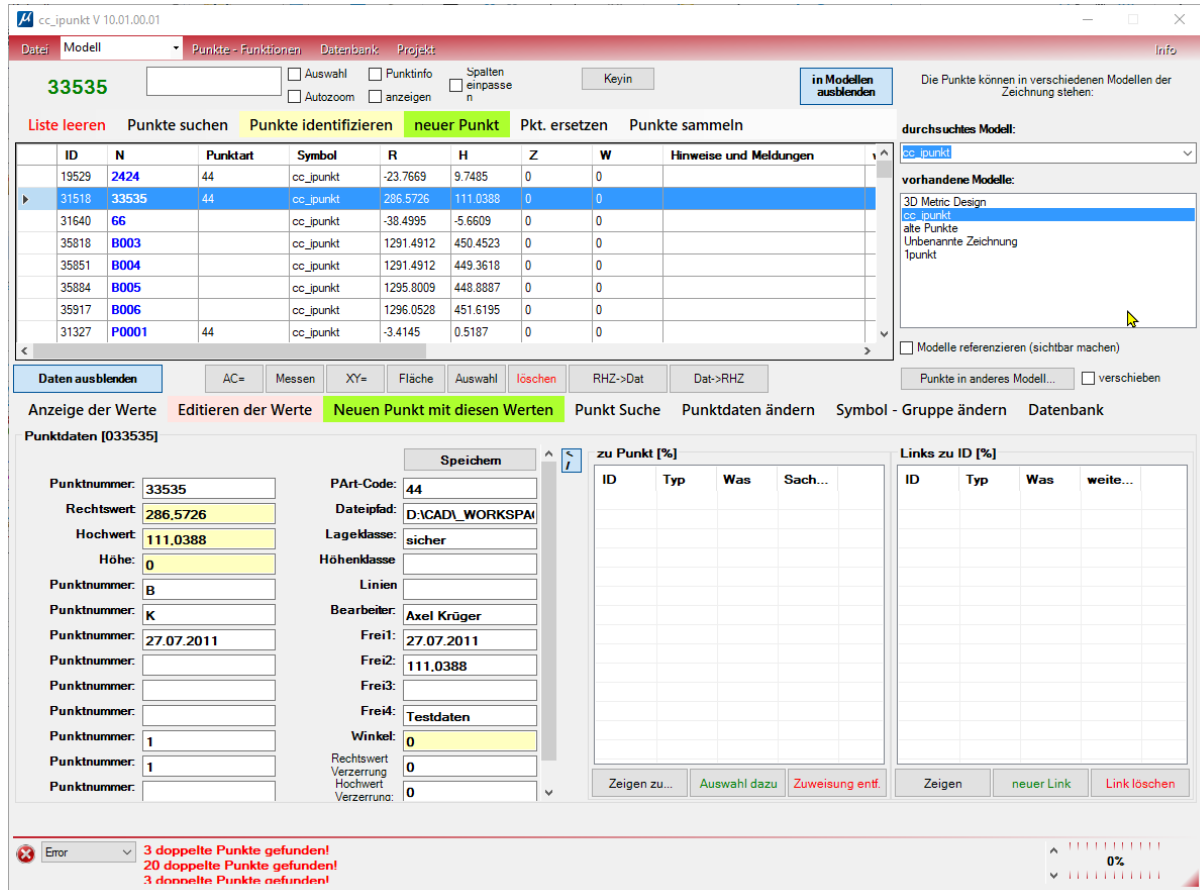 µ cc_ipunkt V 10.01.00.01
Datei Modell Punkte - Funktionen Datenbank Projekt Info
33535 Auswahl Punktinfo Spalten einpassen Keyin in Modellen ausblenden
Autozoom anzeigen
Die Punkte können in verschiedenen Modellen der
Zeichnung stehen:
Liste leeren Punkte suchen Punkte identifizieren neuer Punkt Pkt. ersetzen Punkte sammeln
durchsuchtes Modell:
cc_ipunkt
vorhandene Modelle:
3D Metric Design
cc_ipunkt
alte Punkte
Unbenannte Zeichnung
1punkt
Modelle referenzieren (sichtbar machen)
Punkte in anderes Modell... verschieben
ID N Punktart Symbol R H Z W Hinweise und Meldungen
19529 2424 44 cc_ipunkt -23.7669 9.7485 0 0
31518 33535 44 cc_ipunkt 286.5726 111.0388 0 0
31640 66 cc_ipunkt -38.4995 -5.6609 0 0
35818 B003 cc_ipunkt 1291.4912 450.4523 0 0
35851 B004 cc_ipunkt 1291.4912 449.3618 0 0
35884 B005 cc_ipunkt 1295.8009 448.8887 0 0
35917 B006 cc_ipunkt 1296.0528 451.6195 0 0
31327 P0001 44 cc_ipunkt -3.4145 0.5187 0 0
Daten ausblenden AC= Messen XY= Fläche Auswahl löschen RHZ->Dat Dat->RHZ
Anzeige der Werte Editieren der Werte Neuen Punkt mit diesen Werten Punkt Suche Punktdaten ändern Symbol - Gruppe ändern Datenbank
Punktdaten [033535]
Speichern
< /
Punktnummer: 33535 PArt-Code: 44
Rechtswert: 286,5726 Dateipfad: D:\CAD\_WORKSPA
Hochwert: 111,0388 Lageklasse: sicher
Höhe: 0 Höhenklasse
Punktnummer: B Linien
Punktnummer: K Bearbeiter: Axel Krüger
Punktnummer: 27.07.2011 Frei1: 27.07.2011
Punktnummer: Frei2: 111,0388
Punktnummer: Frei3:
Punktnummer: Frei4: Testdaten
Punktnummer: 1 Winkel: 0
Punktnummer: 1 Rechtswert Verzerrung 0
Punktnummer: Hochwert Verzerrung: 0
zu Punkt [%]
ID Typ Was Sach...
Zeigen zu... Auswahl dazu Zuweisung entf.
Links zu ID [%]
ID Typ Was weite...
Zeigen neuer Link Link löschen
Error 3 doppelte Punkte gefunden!
20 doppelte Punkte gefunden!
3 doppelte Punkte gefunden!
0%